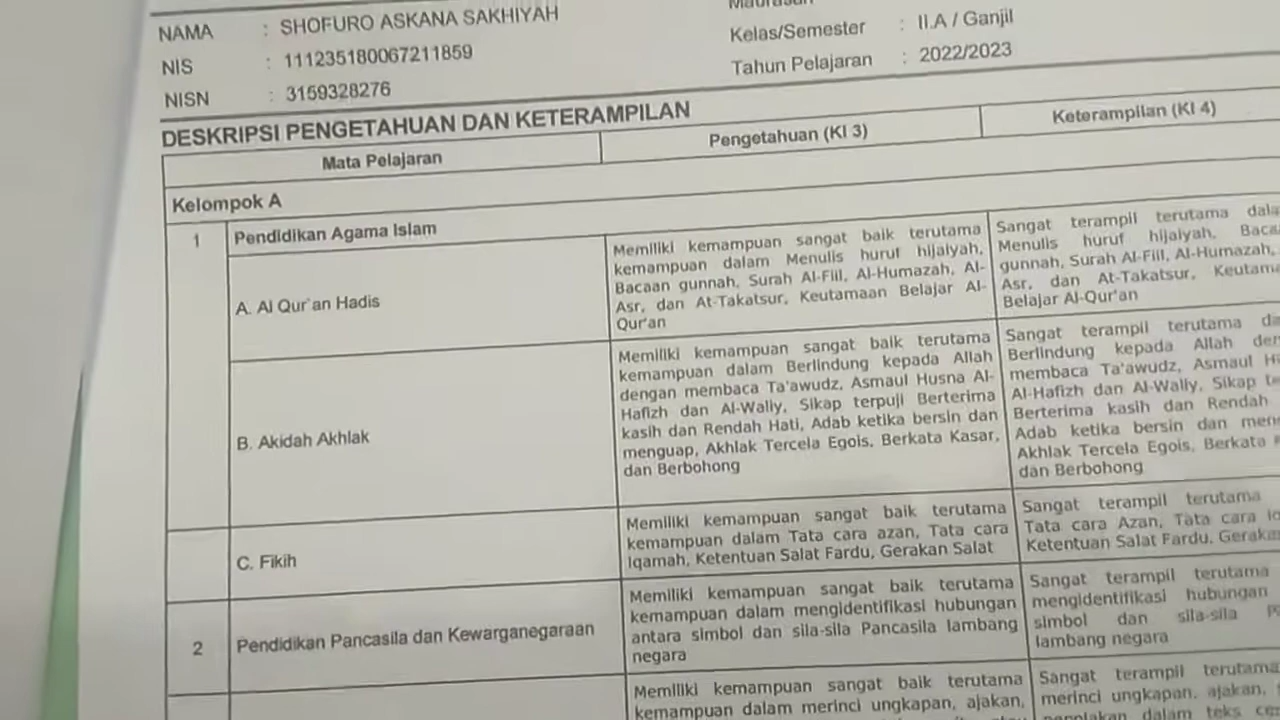 NAMA : SHOFURO ASKANA SAKHIYAH
NIS : 111235180067211859
NISN : 3159328276
Kelas/Semester : II.A / Ganjil
Tahun Pelajaran : 2022/2023
DESKRIPSI PENGETAHUAN DAN KETERAMPILAN
Mata Pelajaran
Pengetahuan (KI 3)
Keterampilan (KI 4)
Kelompok A
1
Pendidikan Agama Islam
A. Al Qur`an Hadis
Memiliki kemampuan sangat baik terutama
kemampuan dalam Menulis huruf hijaiyah,
Bacaan gunnah, Surah Al-Fiil, Al-Humazah, Al-
Asr, dan At-Takatsur, Keutamaan Belajar Al-
Qur'an
Sangat terampil terutama
Menulis huruf hijaiyah,
gunnah, Surah Al-Fiil, Al-Humazah,
Asr, dan At-Takatsur,
Belajar Al-Qur'an
B. Akidah Akhlak
Memiliki kemampuan sangat baik terutama
kemampuan dalam Berlindung kepada Allah
dengan membaca Ta'awudz, Asmaul Husna Al-
Hafizh dan Al-Waliy, Sikap terpuji Berterima
kasih dan Rendah Hati, Adab ketika bersin dan
menguap, Akhlak Tercela Egois, Berkata Kasar,
dan Berbohong
Sangat terampil terutama
Berlindung kepada Allah
membaca Ta'awudz, Asmaul
Al-Hafizh dan Al-Waliy, Sikap
Berterima kasih dan Rendah
Adab ketika bersin dan
Akhlak Tercela Egois, Berkata
dan Berbohong
C. Fikih
Memiliki kemampuan sangat baik terutama
kemampuan dalam Tata cara azan, Tata cara
Iqamah, Ketentuan Salat Fardu, Gerakan Salat
Sangat terampil terutama
Tata cara Azan, Tata cara
Ketentuan Salat Fardu,
2
Pendidikan Pancasila dan Kewarganegaraan
Memiliki kemampuan sangat baik terutama
kemampuan dalam mengidentifikasi hubungan
antara simbol dan sila-sila Pancasila lambang
negara
Sangat terampil terutama
mengidentifikasi hubungan
simbol dan sila-sila
lambang negara
Memiliki kemampuan sangat baik terutama
kemampuan dalam merinci ungkapan, ajakan,
Sangat terampil terutama
merinci ungkapan, ajakan,
dalam teks